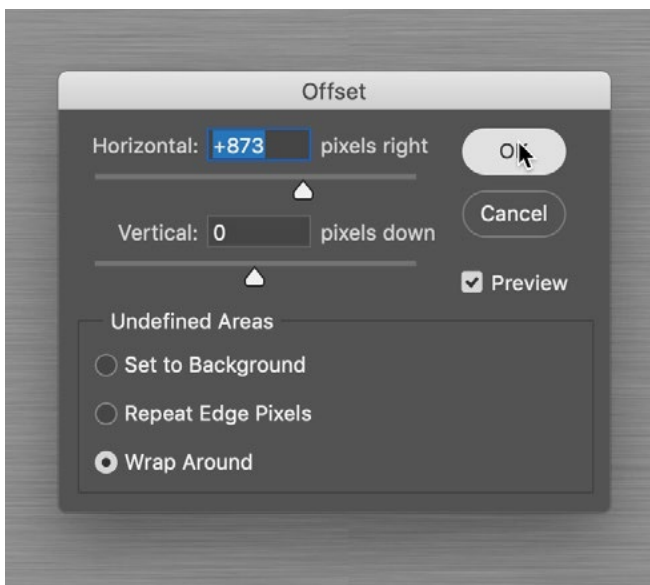 Offset
Horizontal: +873 pixels right
Vertical: 0 pixels down
Cancel
Preview
Undefined Areas
Set to Background
Repeat Edge Pixels
Wrap Around